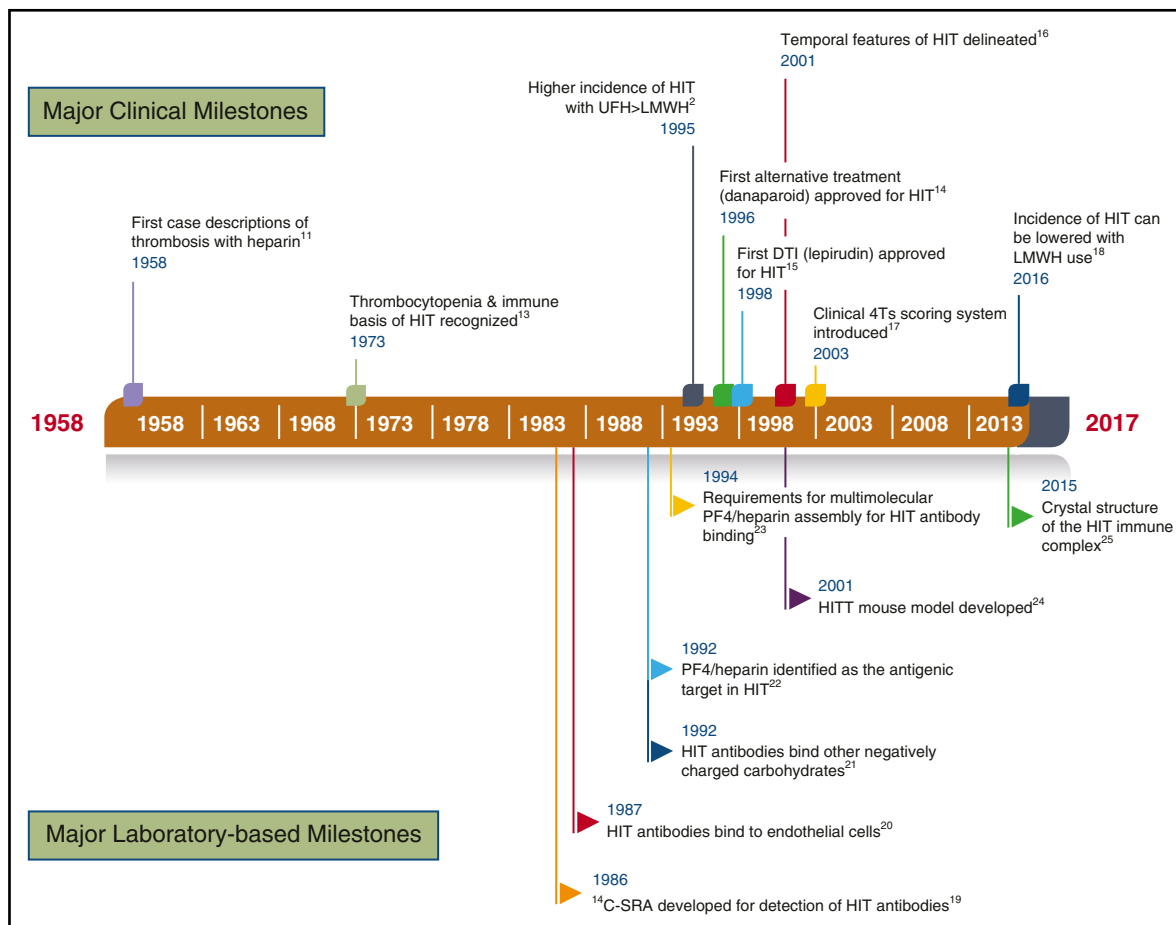 Major Clinical Milestones
Temporal features of HIT delineated16
2001
Higher incidence of HIT
with UFH>LMWH2
1995
First alternative treatment
(danaparoid) approved for HIT14
1996
First case descriptions of
thrombosis with heparin11
1958
Incidence of HIT can
be lowered with
LMWH use18
2016
First DTI (lepirudin) approved
for HIT15
1998
Thrombocytopenia & immune
basis of HIT recognized13
1973
Clinical 4Ts scoring system
introduced17
2003
1958
1958 1963 1968 1973 1978 1983 1988 1993 1998 2003 2008 2013
2017
1994
Requirements for multimolecular
PF4/heparin assembly for HIT antibody
binding23
2015
Crystal structure
of the HIT immune
complex25
2001
HITT mouse model developed24
1992
PF4/heparin identified as the antigenic
target in HIT22
1992
HIT antibodies bind other negatively
charged carbohydrates21
Major Laboratory-based Milestones
1987
HIT antibodies bind to endothelial cells20
1986
14C-SRA developed for detection of HIT antibodies19